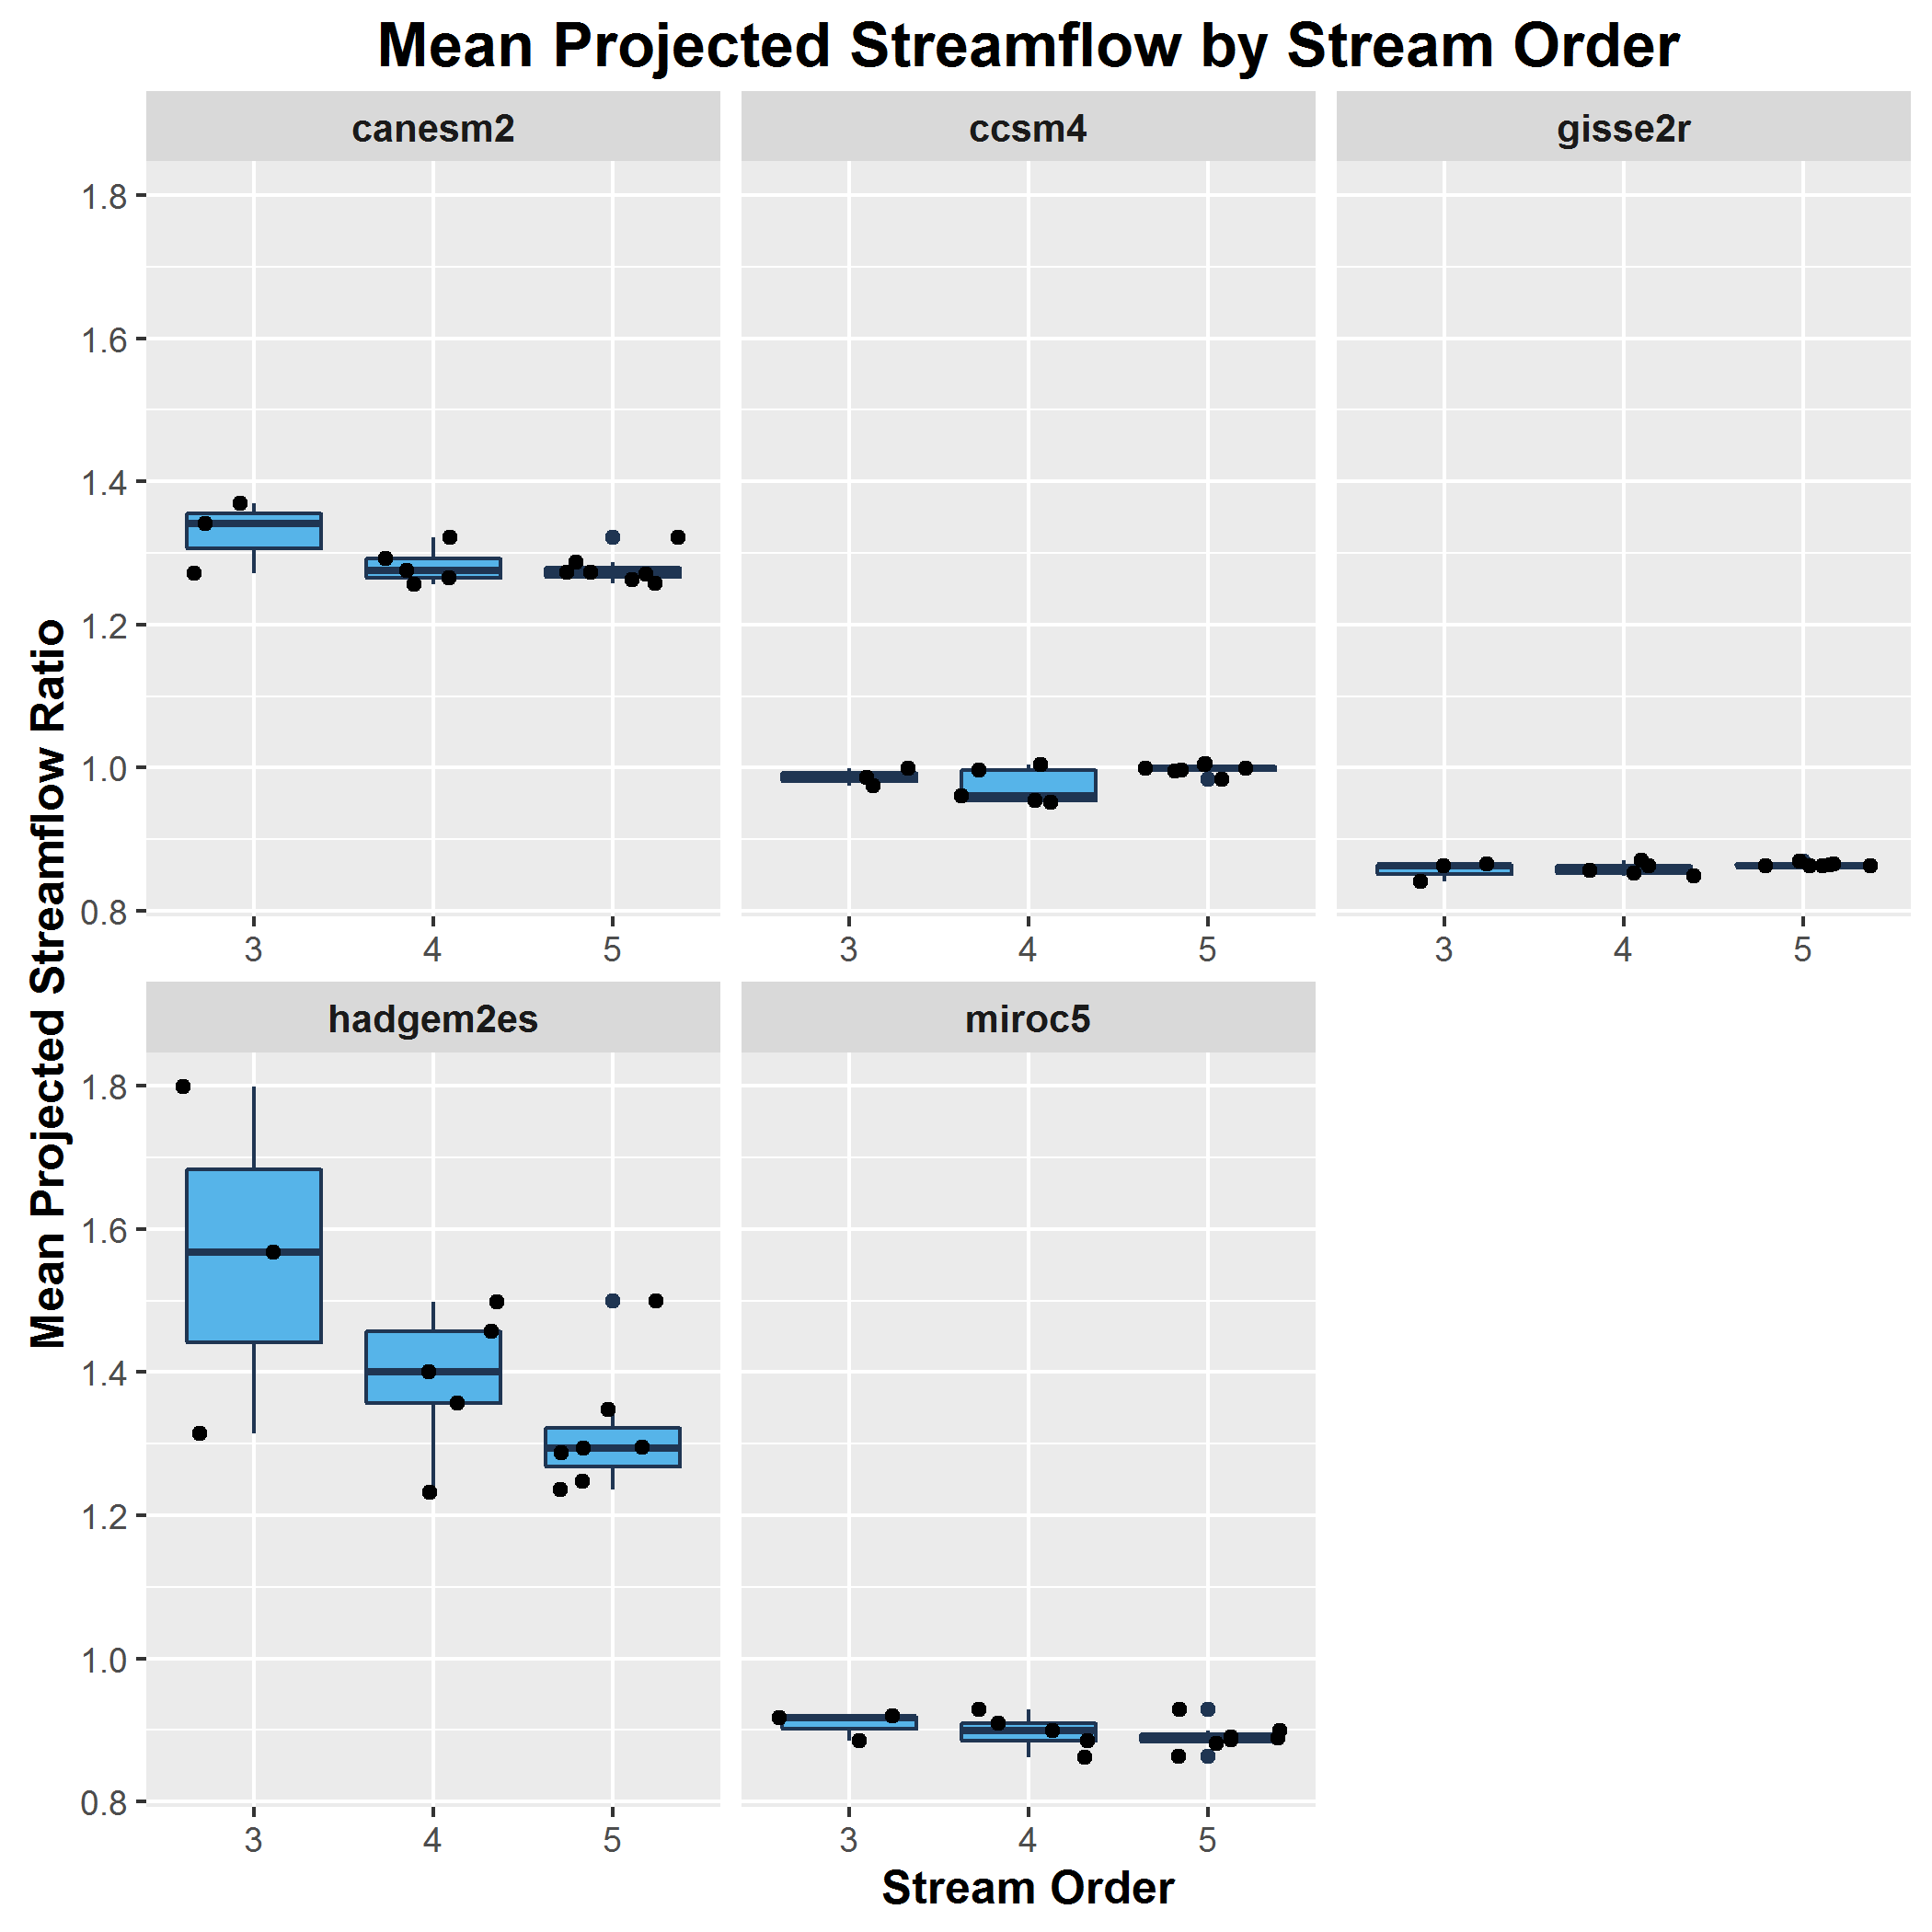 Mean Projected Streamflow by Stream Order
canesm2
ccsm4
gisse2r
Mean Projected Streamflow Ratio
1.8
1.6
1.4
1.2
1.0
0.8
3 4 5
3 4 5
3 4 5
hadgem2es
miroc5
1.8
1.6
1.4
1.2
1.0
0.8
3 4 5
3 4 5
Stream Order